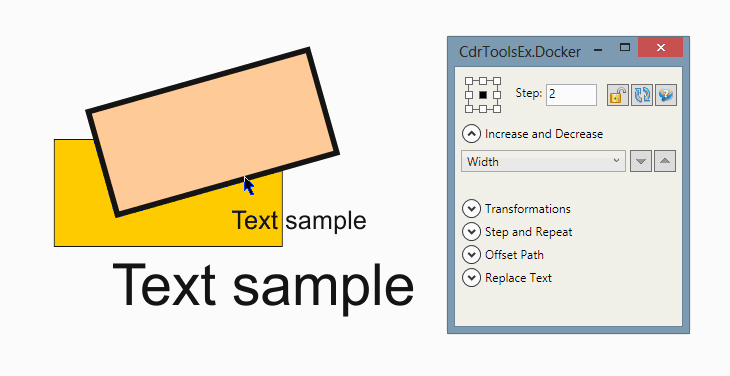 Text sample
Text sample
CdrToolsEx.Docker
Step: 2
Increase and Decrease
Width
Transformations
Step and Repeat
Offset Path
Replace Text